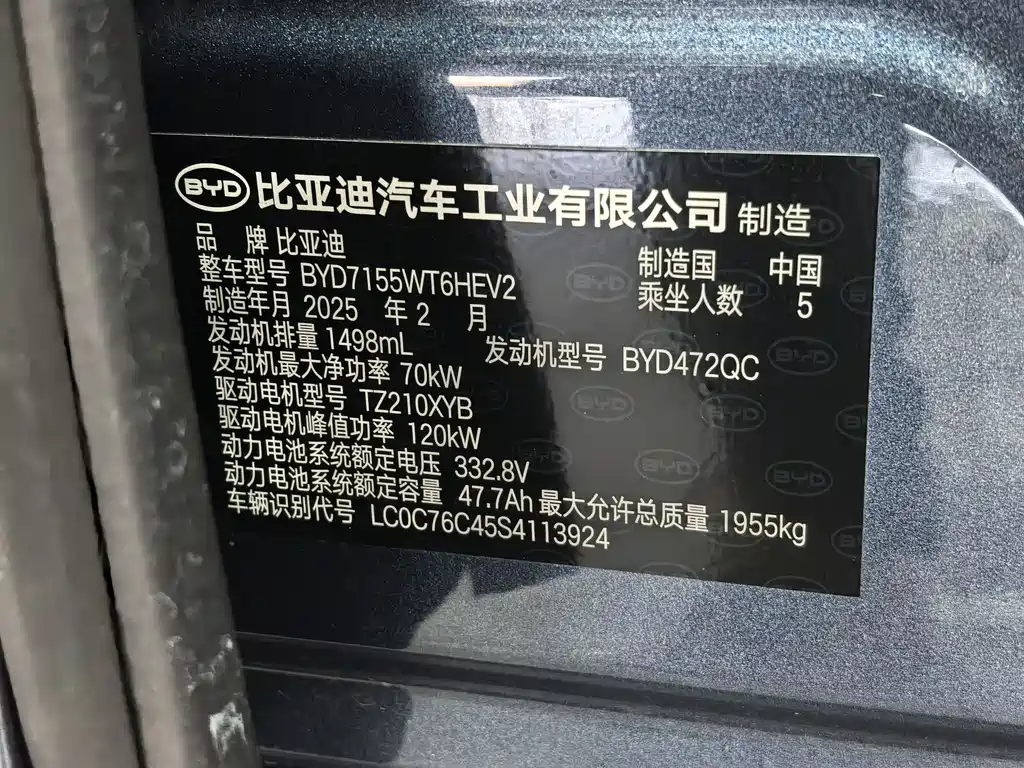 BYD 比亚迪汽车工业有限公司 制造
品 牌 比亚迪 制造国 中国
整车型号 BYD7155WT6HEV2 乘坐人数 5
制造年月 2025 年 2 月
发动机排量 1498mL 发动机型号 BYD472QC
发动机最大净功率 70kW
驱动电机型号 TZ210XYB
驱动电机峰值功率 120kW
动力电池系统额定电压 332.8V
动力电池系统额定容量 47.7Ah 最大允许总质量 1955kg
车辆识别代号 LC0C76C45S4113924